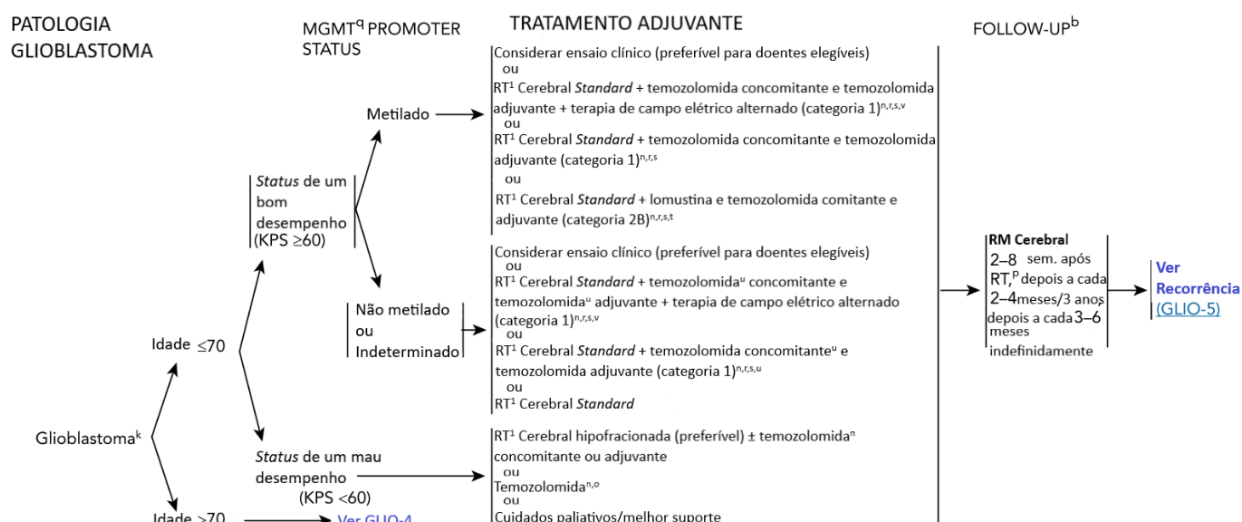 PATOLOGIA
GLIOBLASTOMA
MGMTq PROMOTER
STATUS
TRATAMENTO ADJUVANTE
FOLLOW-UPb
Glioblastomak
Idade ≤70
Status de um
bom
desempenho
(KPS ≥60)
Metilado
Considerar ensaio clínico (preferível para doentes elegíveis)
ou
RT1 Cerebral Standard + temozolomida concomitante e temozolomida
adjuvante + terapia de campo elétrico alternado (categoria 1)n,r,s,v
ou
RT1 Cerebral Standard + temozolomida concomitante e temozolomida
adjuvante (categoria 1)n,r,s
ou
RT1 Cerebral Standard + lomustina e temozolomida comitante e
adjuvante (categoria 2B)n,r,s,t
Não metilado
ou
Indeterminado
Considerar ensaio clínico (preferível para doentes elegíveis)
ou
RT1 Cerebral Standard + temozolomidau concomitante e
temozolomidau adjuvante + terapia de campo elétrico alternado
(categoria 1)n,r,s,v
ou
RT1 Cerebral Standard + temozolomida concomitanteu e
temozolomida adjuvante (categoria 1)n,r,s,u
ou
RT1 Cerebral Standard
Status de um mau
desempenho
(KPS <60)
RT1 Cerebral hipofracionada (preferível) ± temozolomidan
concomitante ou adjuvante
ou
Temozolomidan,o
ou
Cuidados paliativos/melhor suporte
Idade >70
Ver GLIO-4
RM Cerebral
2–8 sem. após
RT,p depois a cada
2–4 meses/3 anos,
depois a cada 3–6
meses
indefinidamente
Ver
Recorrência
(GLIO-5)